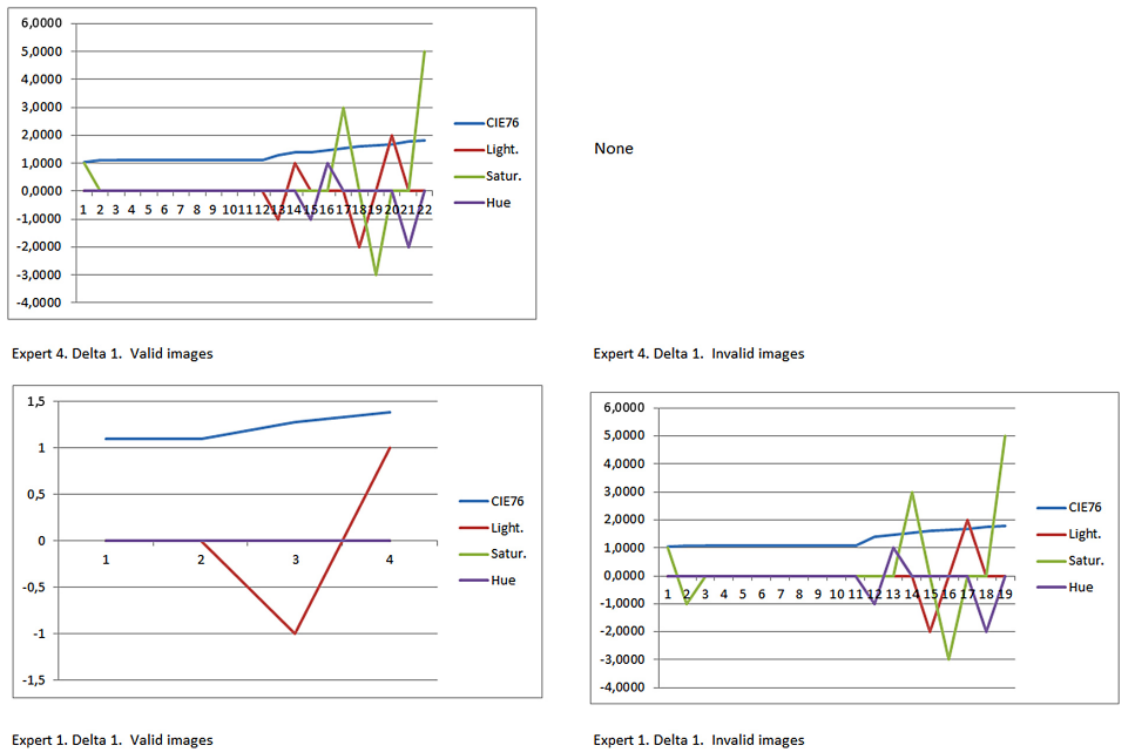 6,0000
5,0000
4,0000
3,0000
2,0000
1,0000
0,0000
-1,0000
-2,0000
-3,0000
-4,0000
1 2 3 4 5 6 7 8 9 10 11 12 13 14 15 16 17 18 19 20 21 22
CIE76
Light.
Satur.
Hue
None
Expert 4. Delta 1. Valid images
Expert 4. Delta 1. Invalid images
1,5
1
0,5
0
-0,5
-1
-1,5
1 2 3 4
CIE76
Light.
Satur.
Hue
6,0000
5,0000
4,0000
3,0000
2,0000
1,0000
0,0000
-1,0000
-2,0000
-3,0000
-4,0000
1 2 3 4 5 6 7 8 9 10 11 12 13 14 15 16 17 18 19
CIE76
Light.
Satur.
Hue
Expert 1. Delta 1. Valid images
Expert 1. Delta 1. Invalid images